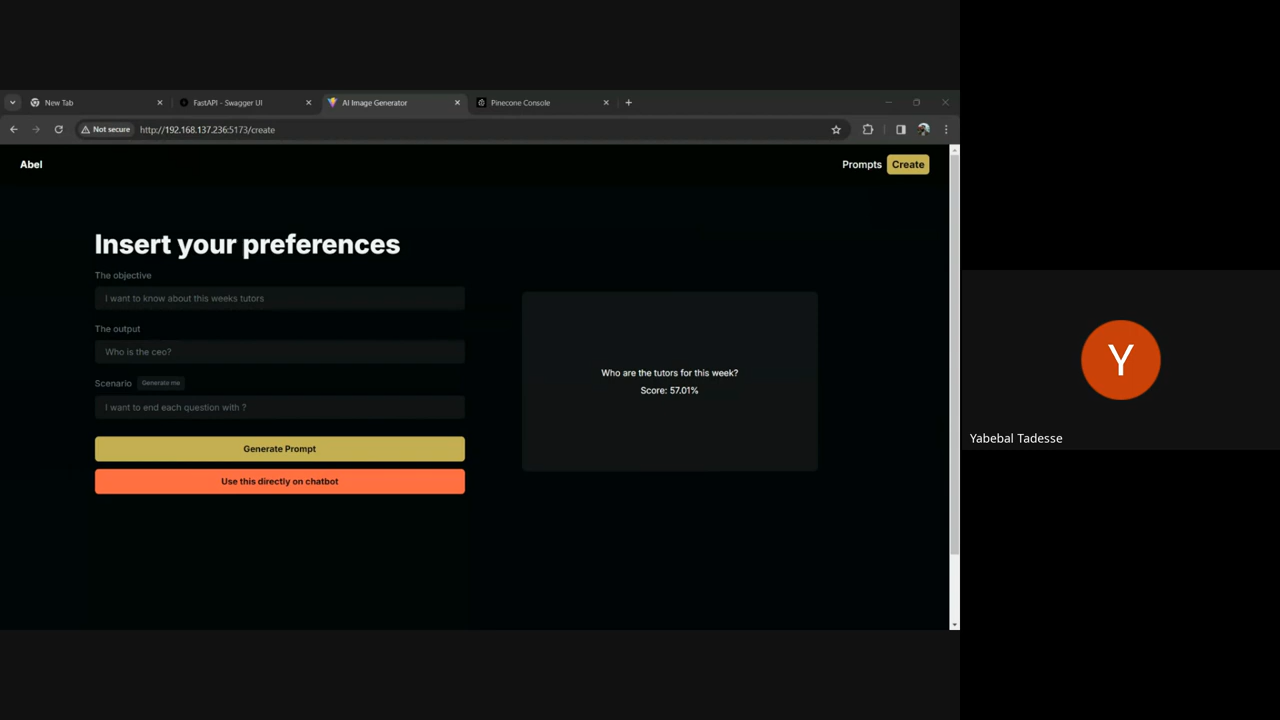 New Tab
FastAPI - Swagger UI
AI Image Generator
Pinecone Console
Not secure
http://192.168.137.236:5173/create
Abel
Prompts
Create
Insert your preferences
The objective
I want to know about this weeks tutors
The output
Who is the ceo?
Scenario
Generate me
I want to end each question with ?
Generate Prompt
Use this directly on chatbot
Who are the tutors for this week?
Score: 57.01%
Y
Yabebal Tadesse